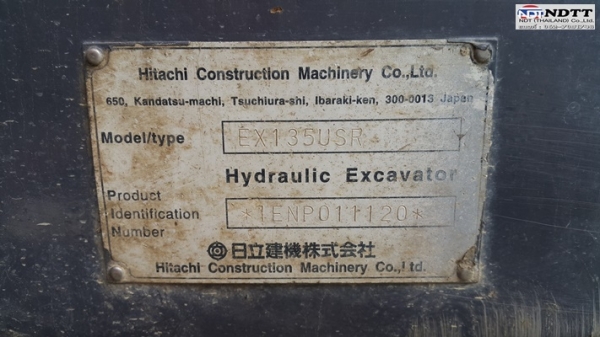 NDTT
NDT (THAILAND) Co.,Ltd.
Hitachi Construction Machinery Co.,Ltd.
650, Kandatsu-machi, Tsuchiura-shi, Ibaraki-ken, 300-0013 Japan
Model/type EX135USR
Hydraulic Excavator
Product
Identification *1ENP011120*
Number
日立建機株式会社
Hitachi Construction Machinery Co.,Ltd.